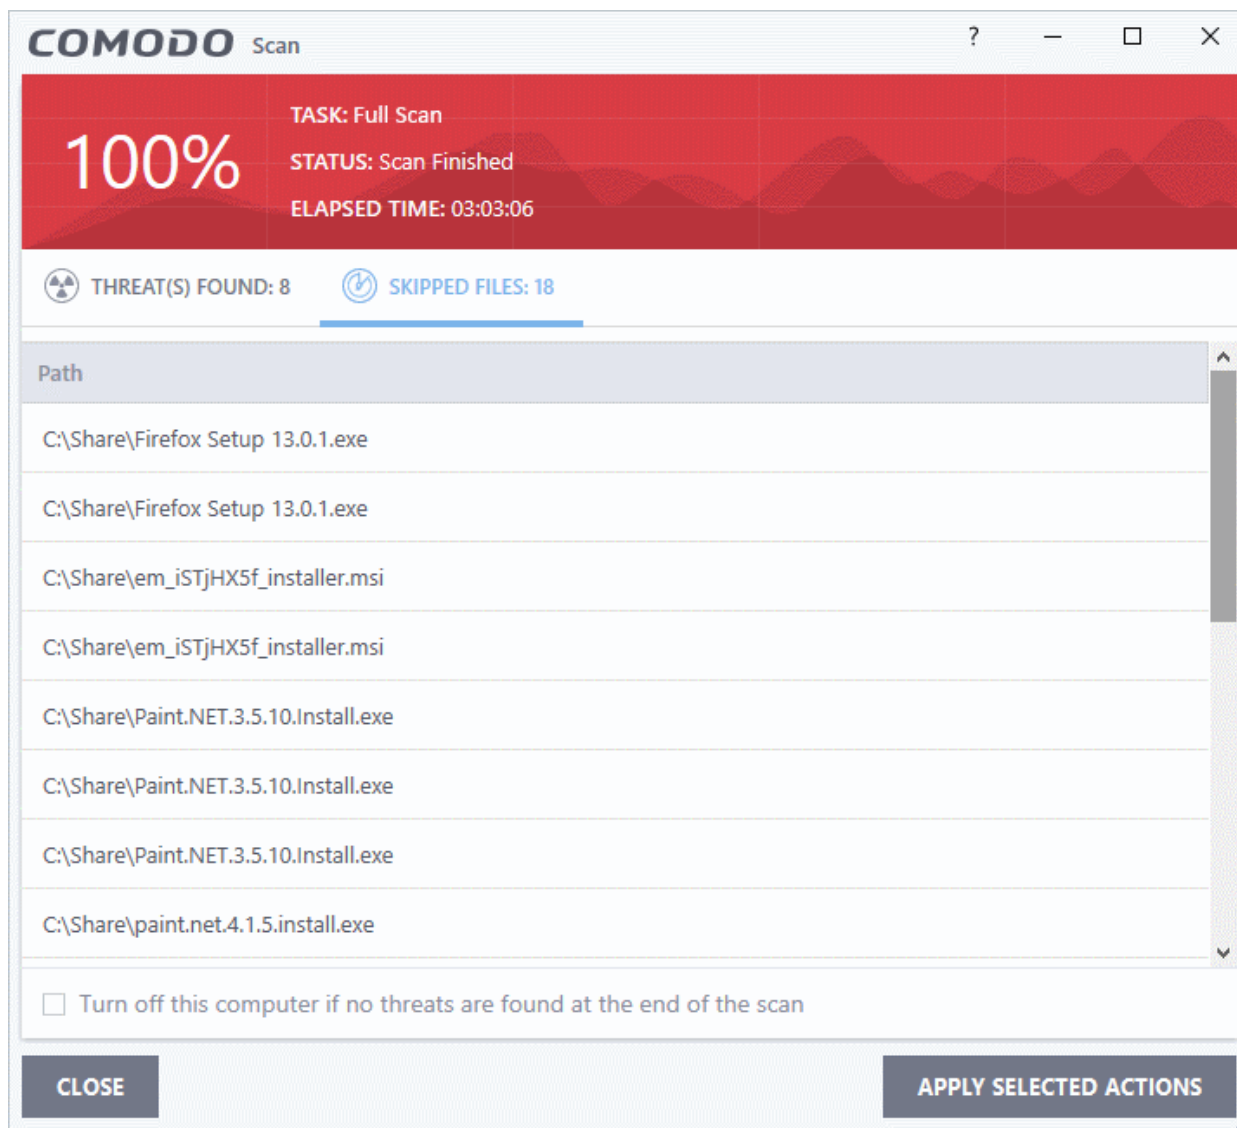 COMODO Scan ?
100%
TASK: Full Scan
STATUS: Scan Finished
ELAPSED TIME: 03:03:06
THREAT(S) FOUND: 8 SKIPPED FILES: 18
Path
C:\Share\Firefox Setup 13.0.1.exe
C:\Share\Firefox Setup 13.0.1.exe
C:\Share\em_iSTjHX5f_installer.msi
C:\Share\em_iSTjHX5f_installer.msi
C:\Share\Paint.NET.3.5.10.Install.exe
C:\Share\Paint.NET.3.5.10.Install.exe
C:\Share\Paint.NET.3.5.10.Install.exe
C:\Share\paint.net.4.1.5.install.exe
Turn off this computer if no threats are found at the end of the scan
CLOSE APPLY SELECTED ACTIONS